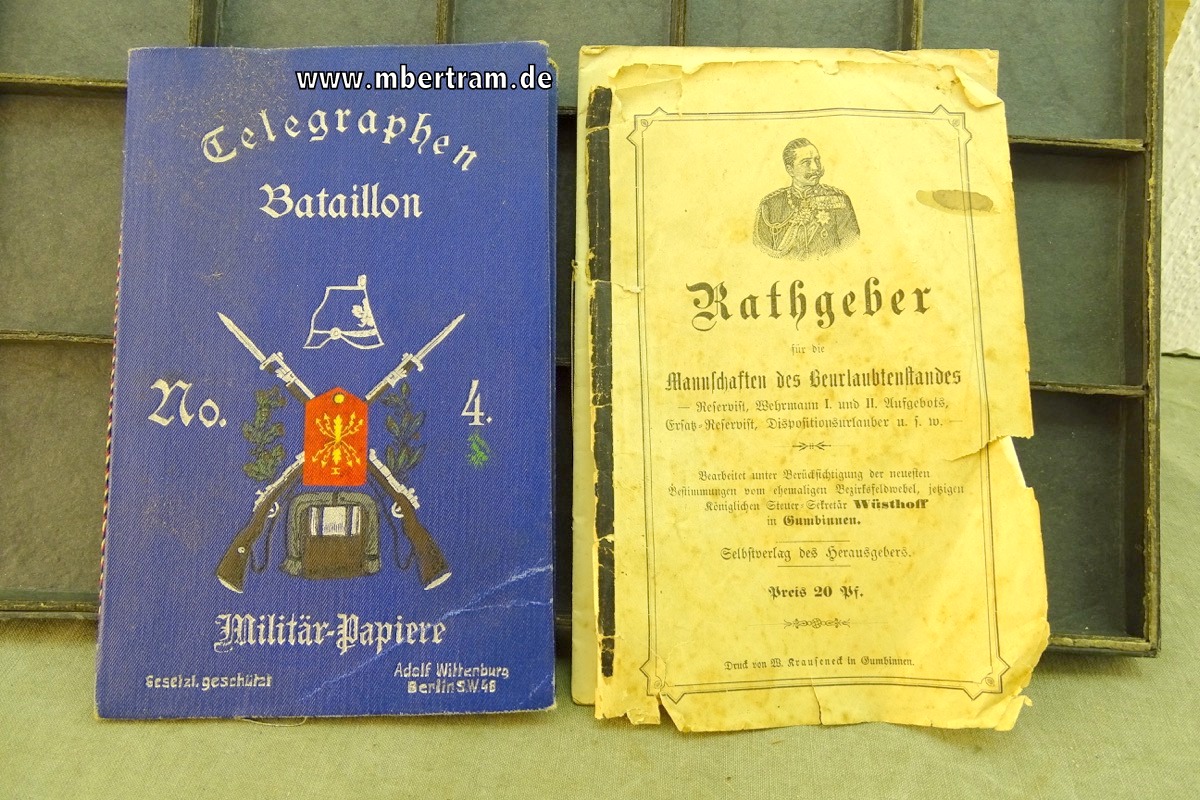 www.mbertram.de
Telegraphen
Bataillon
No. 4.
Militär-Papiere
Gesetzl. geschützt
Adolf Wittenburg
Berlin S.W 48
Rathgeber
für die
Mannschaften des Beurlaubtenstandes
— Reservist, Wehrmann I. und II. Aufgebots,
Ersatz-Reservist, Dispositionsurlauber u. s. w. —
Bearbeitet unter Berücksichtigung der neuesten
Bestimmungen vom ehemaligen Bezirksfeldwebel, jetzigen
Königlichen Steuer-Sekretär Wüsthoff
in Gumbinnen.
Selbstverlag des Herausgebers.
Preis 20 Pf.
Druck von W. Krauseneck in Gumbinnen.